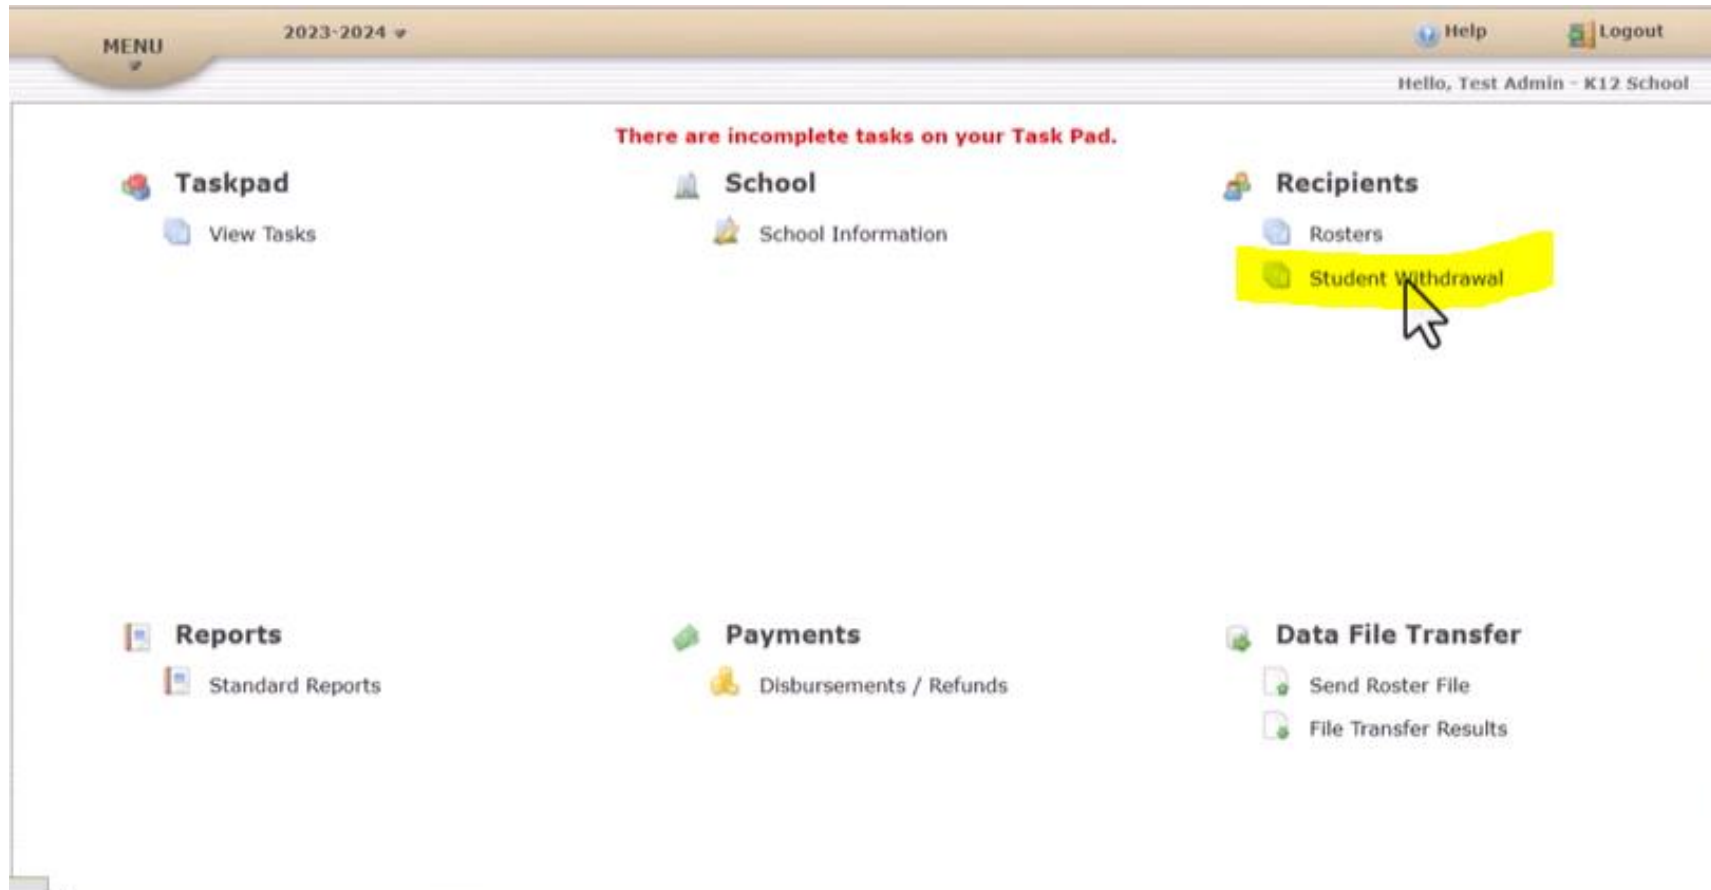 MENU
2023-2024
Help
Logout
Hello, Test Admin - K12 School
There are incomplete tasks on your Task Pad.
Taskpad
View Tasks
School
School Information
Recipients
Rosters
Student Withdrawal
Reports
Standard Reports
Payments
Disbursements / Refunds
Data File Transfer
Send Roster File
File Transfer Results